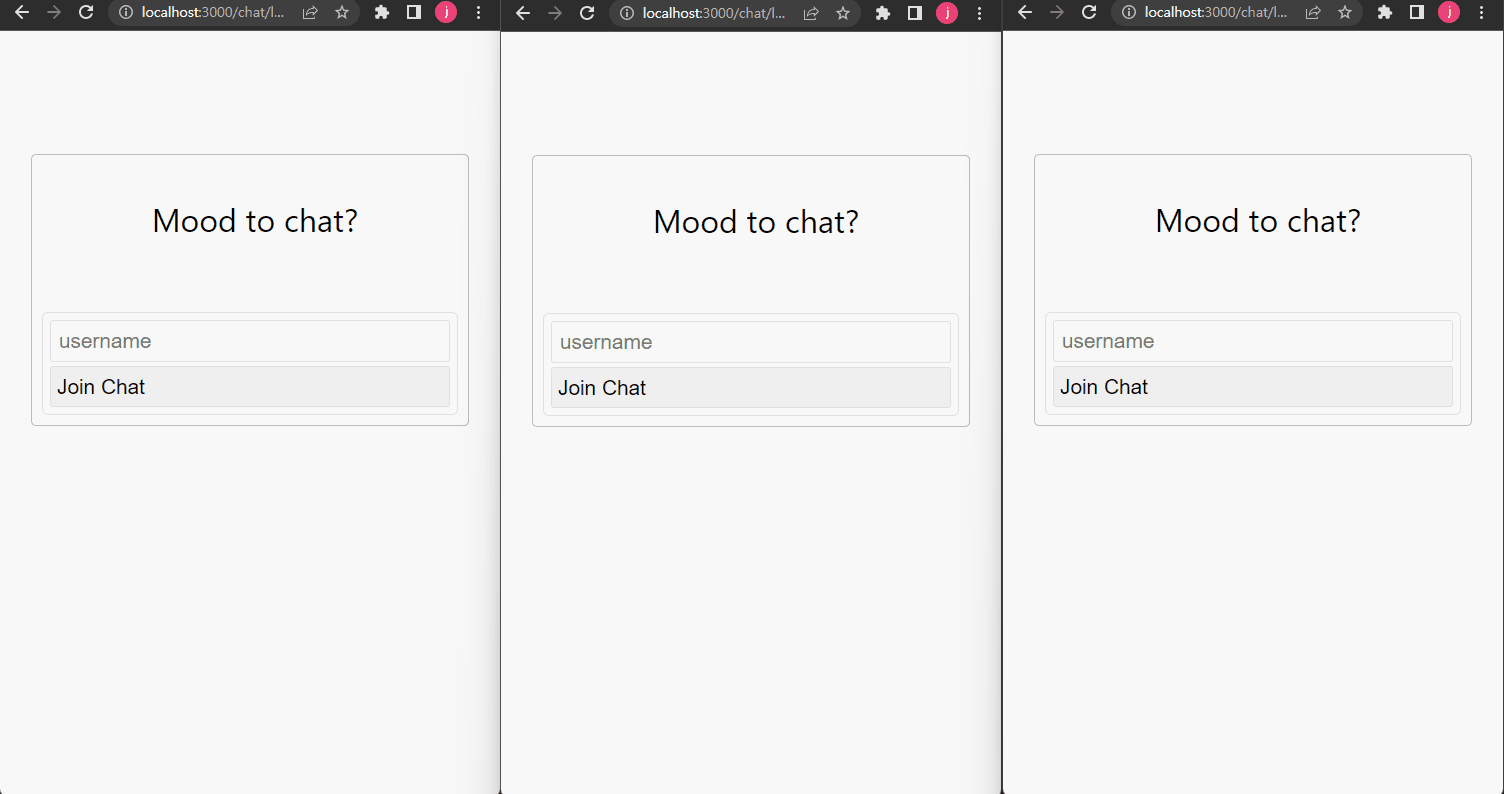 localhost:3000/chat/l...
j
Mood to chat?
username
Join Chat
localhost:3000/chat/l...
j
Mood to chat?
username
Join Chat
localhost:3000/chat/l...
j
Mood to chat?
username
Join Chat